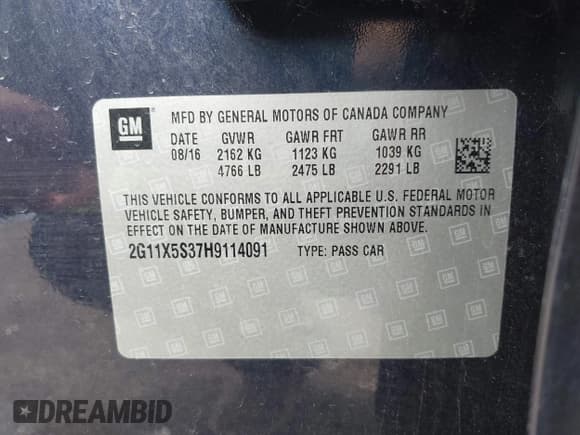 GM
MFD BY GENERAL MOTORS OF CANADA COMPANY
DATE GVWR GAWR FRT GAWR RR
08/16 2162 KG 1123 KG 1039 KG
4766 LB 2475 LB 2291 LB
THIS VEHICLE CONFORMS TO ALL APPLICABLE U.S. FEDERAL MOTOR
VEHICLE SAFETY, BUMPER, AND THEFT PREVENTION STANDARDS IN
EFFECT ON THE DATE OF MANUFACTURE SHOWN ABOVE.
2G11X5S37H9114091 TYPE: PASS CAR
DREAMBID